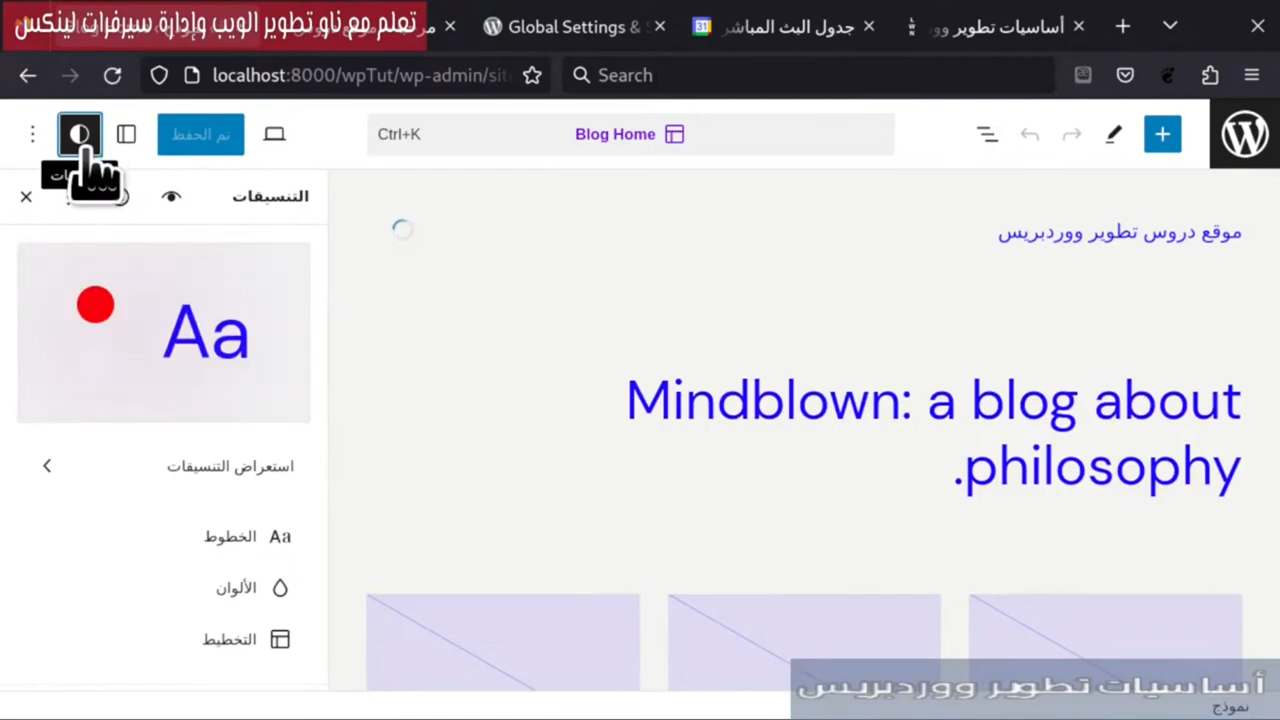 تعلم مع ناو تطوير الويب وإدارة سيرفرات لينكس
Global Settings &
جدول البث المباشر
أساسيات تطوير
localhost:8000/wpTut/wp-admin/sit
Search
تم الحفظ
Ctrl+K
Blog Home
التنسيقات
Aa
استعراض التنسيقات
Aa الخطوط
الألوان
التخطيط
موقع دروس تطوير ووردبريس
Mindblown: a blog about
.philosophy
أساسيات تطوير ووردبريس
نموذج